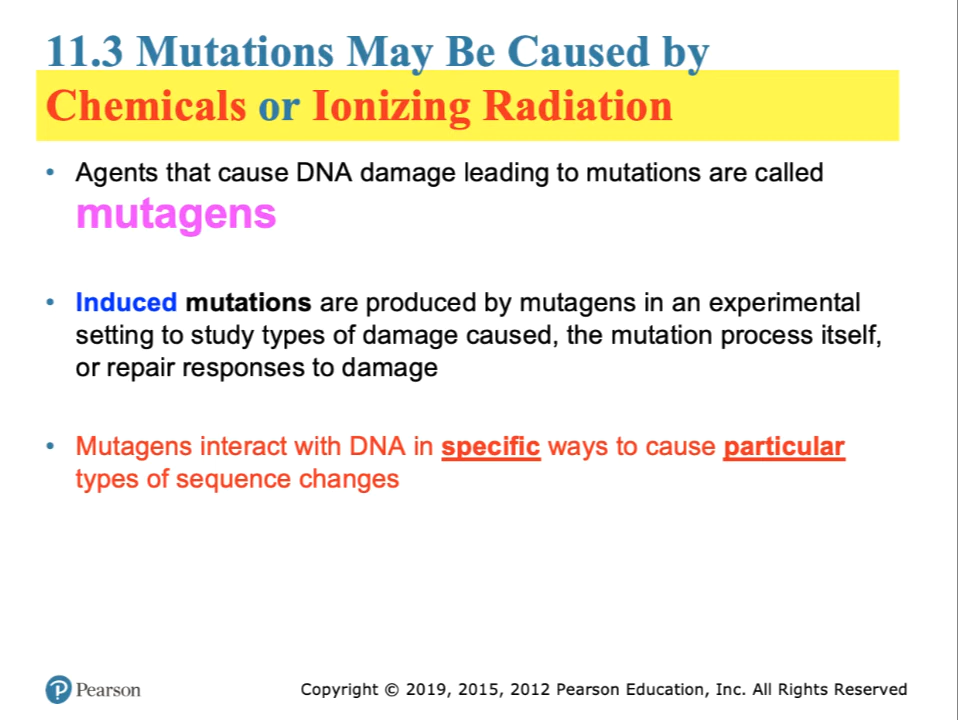 11.3 Mutations May Be Caused by
Chemicals or Ionizing Radiation
• Agents that cause DNA damage leading to mutations are called
mutagens
• Induced mutations are produced by mutagens in an experimental
setting to study types of damage caused, the mutation process itself,
or repair responses to damage
• Mutagens interact with DNA in specific ways to cause particular
types of sequence changes
P Pearson
Copyright © 2019, 2015, 2012 Pearson Education, Inc. All Rights Reserved